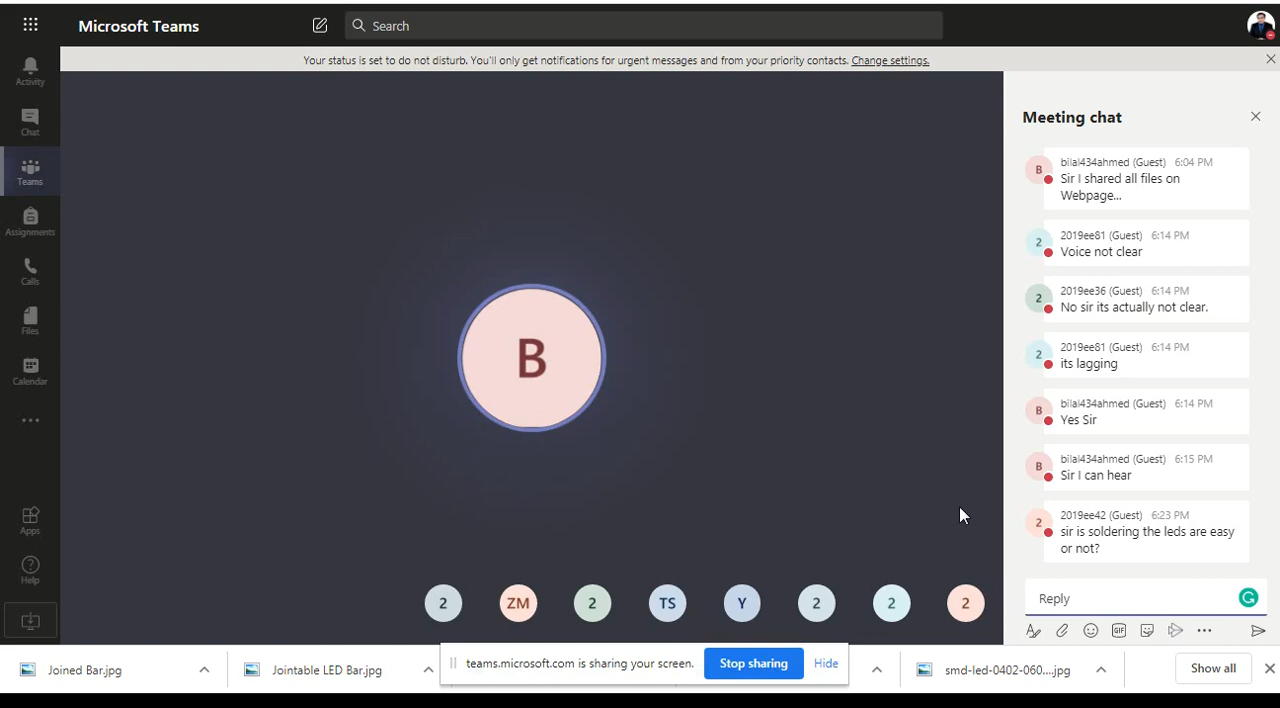 Microsoft Teams
Search
Your status is set to do not disturb. You'll only get notifications for urgent messages and from your priority contacts. Change settings.
Activity
Chat
Teams
Assignments
Calls
Files
Calendar
Apps
Help
B
2
ZM
2
TS
Y
2
2
2
Meeting chat
B
bilal434ahmed (Guest) 6:04 PM
Sir I shared all files on
Webpage...
2
2019ee81 (Guest) 6:14 PM
Voice not clear
2
2019ee36 (Guest) 6:14 PM
No sir its actually not clear.
2
2019ee81 (Guest) 6:14 PM
its lagging
B
bilal434ahmed (Guest) 6:14 PM
Yes Sir
B
bilal434ahmed (Guest) 6:15 PM
Sir I can hear
2
2019ee42 (Guest) 6:23 PM
sir is soldering the leds are easy
or not?
Reply
GIF
Joined Bar.jpg
Jointable LED Bar.jpg
teams.microsoft.com is sharing your screen.
Stop sharing
Hide
smd-led-0402-060....jpg
Show all